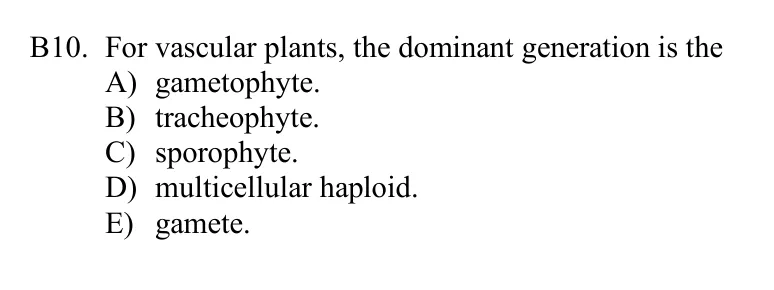 B10. For vascular plants, the dominant generation is the
A) gametophyte.
B) tracheophyte.
C) sporophyte.
D) multicellular haploid.
E) gamete.